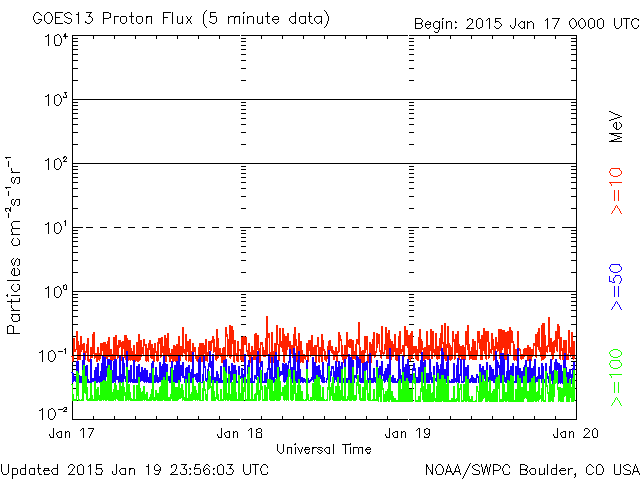 GOES13 Proton Flux (5 minute data)
Begin: 2015 Jan 17 0000 UTC
Particles cm⁻²s⁻¹sr⁻¹
10⁴
10³
10²
10¹
10⁰
10⁻¹
10⁻²
MeV
>=10
>=50
>=100
Jan 17
Jan 18
Jan 19
Jan 20
Universal Time
Updated 2015 Jan 19 23:56:03 UTC
NOAA/SWPC Boulder, CO USA